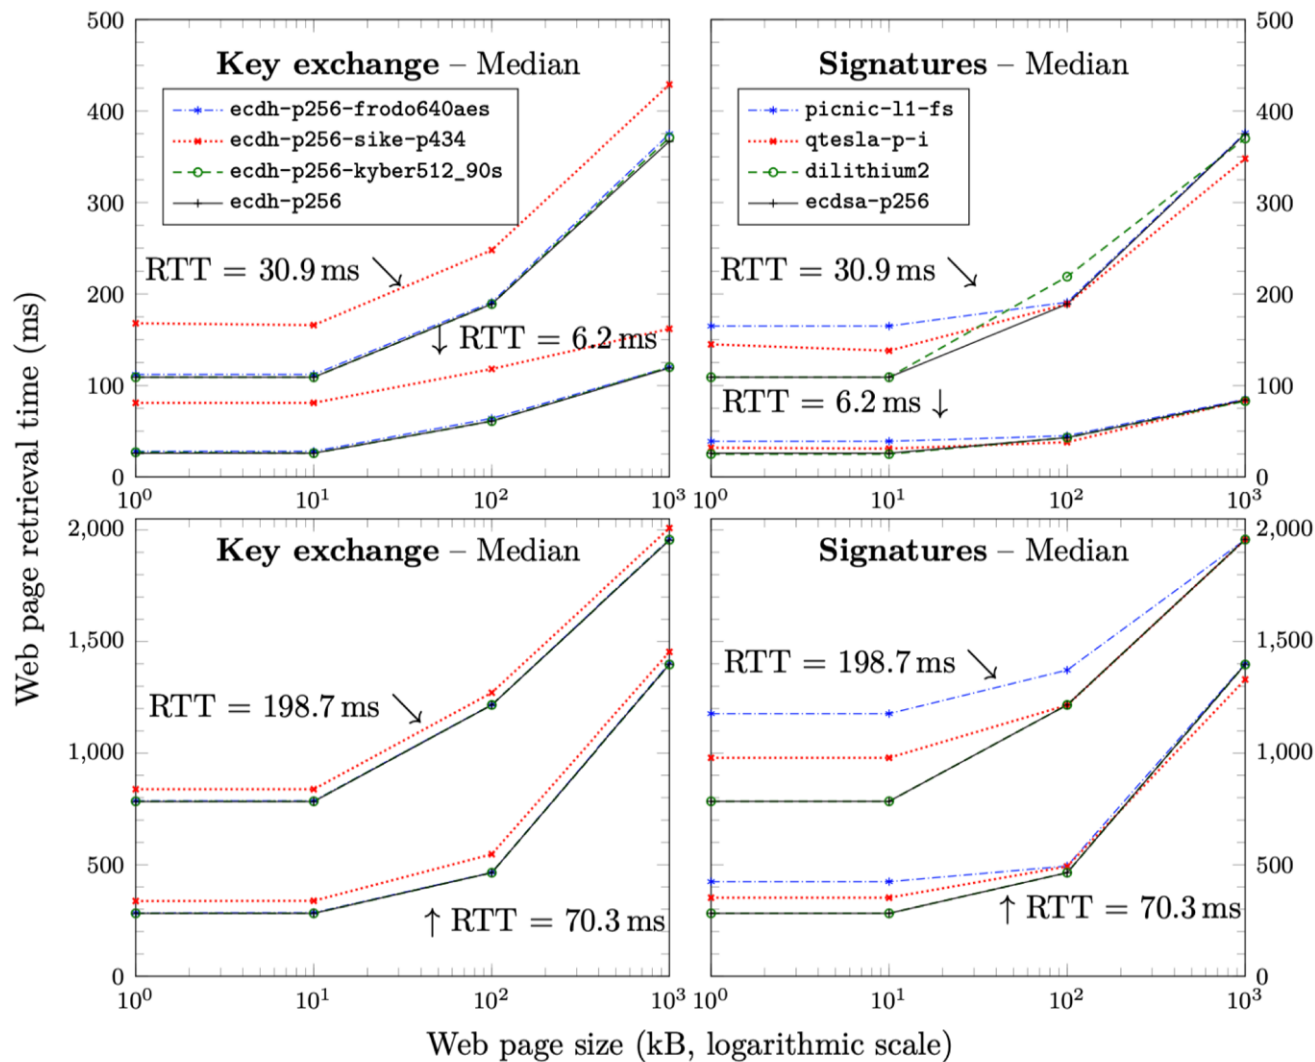 Web page retrieval time (ms)
500
400
300
200
100
0
Key exchange – Median
ecdh-p256-frodo640aes
ecdh-p256-sike-p434
ecdh-p256-kyber512_90s
ecdh-p256
RTT = 30.9 ms ↘
↓ RTT = 6.2 ms
10⁰ 10¹ 10² 10³
Signatures – Median
picnic-l1-fs
qtesla-p-i
dilithium2
ecdsa-p256
RTT = 30.9 ms ↘
RTT = 6.2 ms ↓
500
400
300
200
100
0
10⁰ 10¹ 10² 10³
2,000
1,500
1,000
500
0
Key exchange – Median
RTT = 198.7 ms ↘
↑ RTT = 70.3 ms
10⁰ 10¹ 10² 10³
Signatures – Median
RTT = 198.7 ms ↘
↑ RTT = 70.3 ms
2,000
1,500
1,000
500
0
10⁰ 10¹ 10² 10³
Web page size (kB, logarithmic scale)